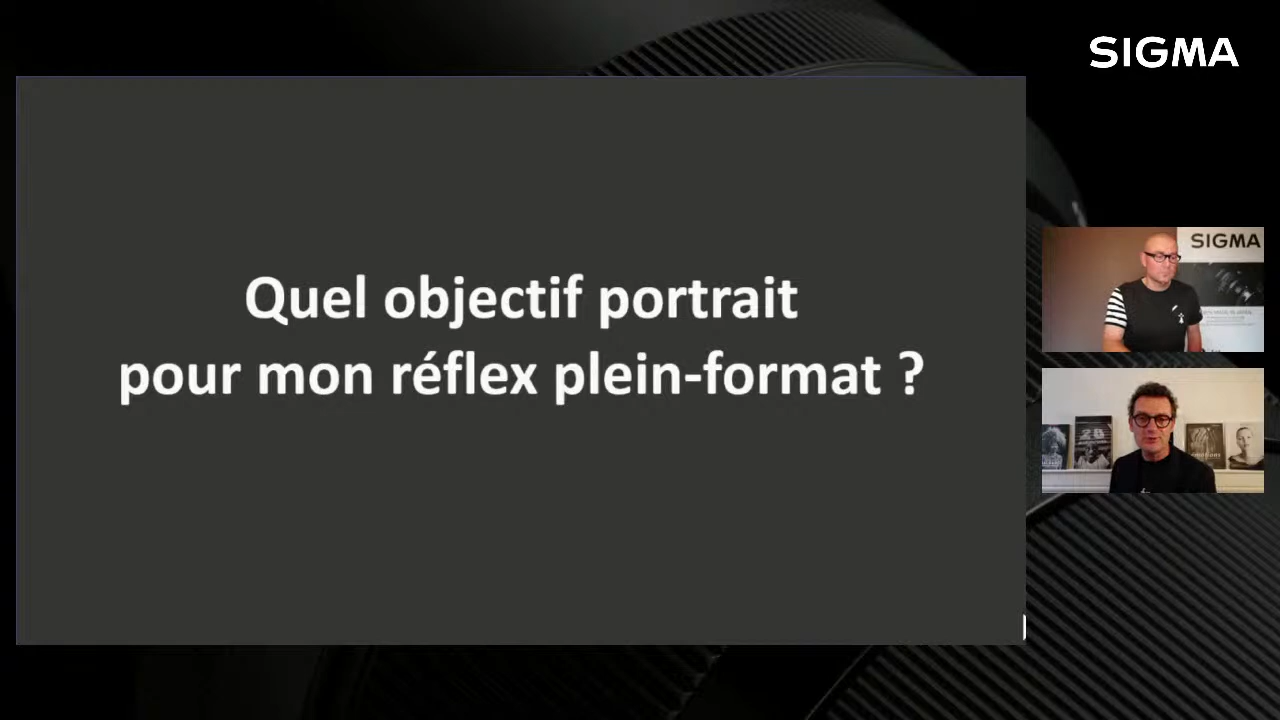 SIGMA
Quel objectif portrait
pour mon réflex plein-format ?
SIGMA